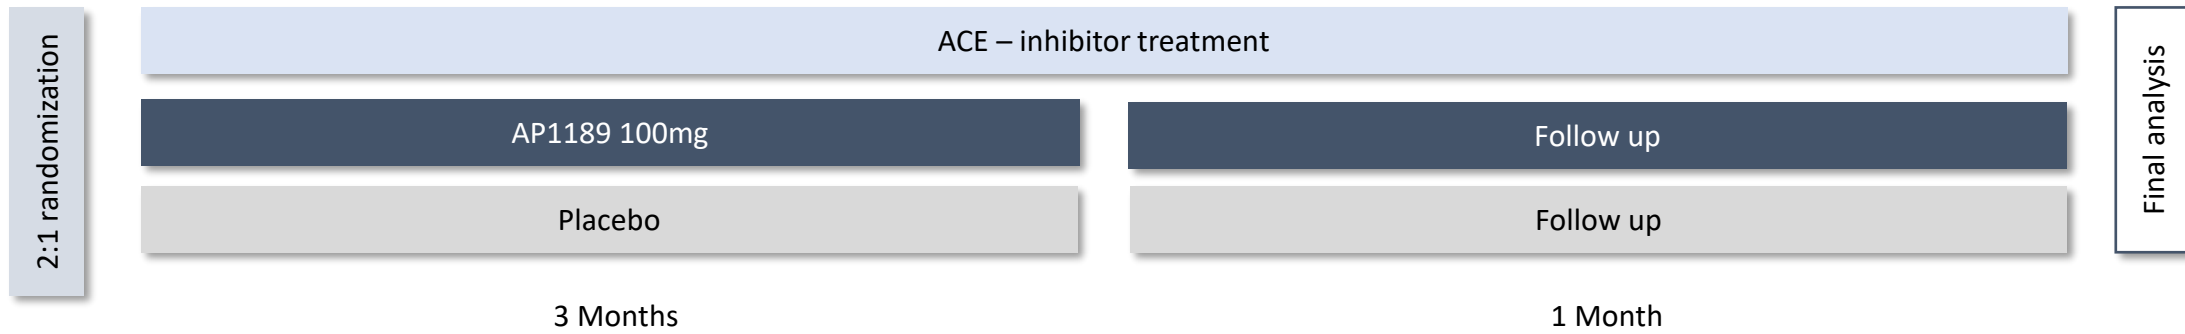 2:1 randomization
ACE – inhibitor treatment
AP1189 100mg
Follow up
Placebo
Follow up
3 Months
1 Month
Final analysis